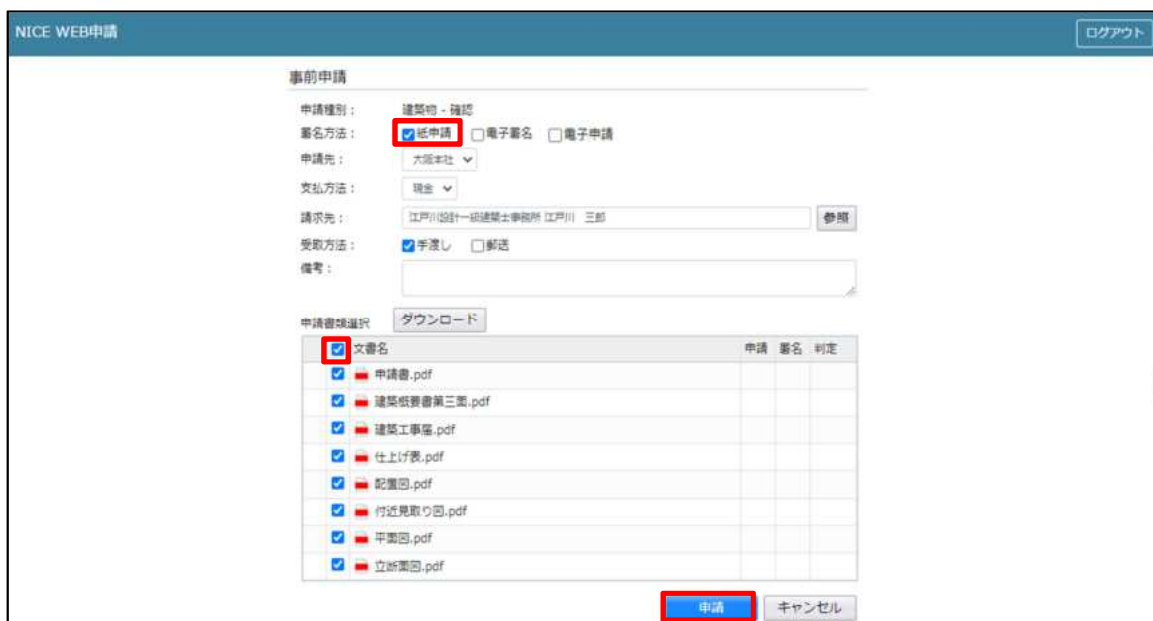 NICE WEB申請 ログアウト
事前申請
申請種別： 建築物 - 確認
署名方法： 紙申請 電子署名 電子申請
申請先： 大阪本社
支払方法： 現金
請求先： 江戸川設計一級建築士事務所 江戸川　三郎 参照
受取方法： 手渡し 郵送
備考：
申請書類選択 ダウンロード
文書名 申請 署名 判定
申請書.pdf
建築概要書第三面.pdf
建築工事届.pdf
仕上げ表.pdf
配置図.pdf
付近見取り図.pdf
平面図.pdf
立断面図.pdf
申請 キャンセル